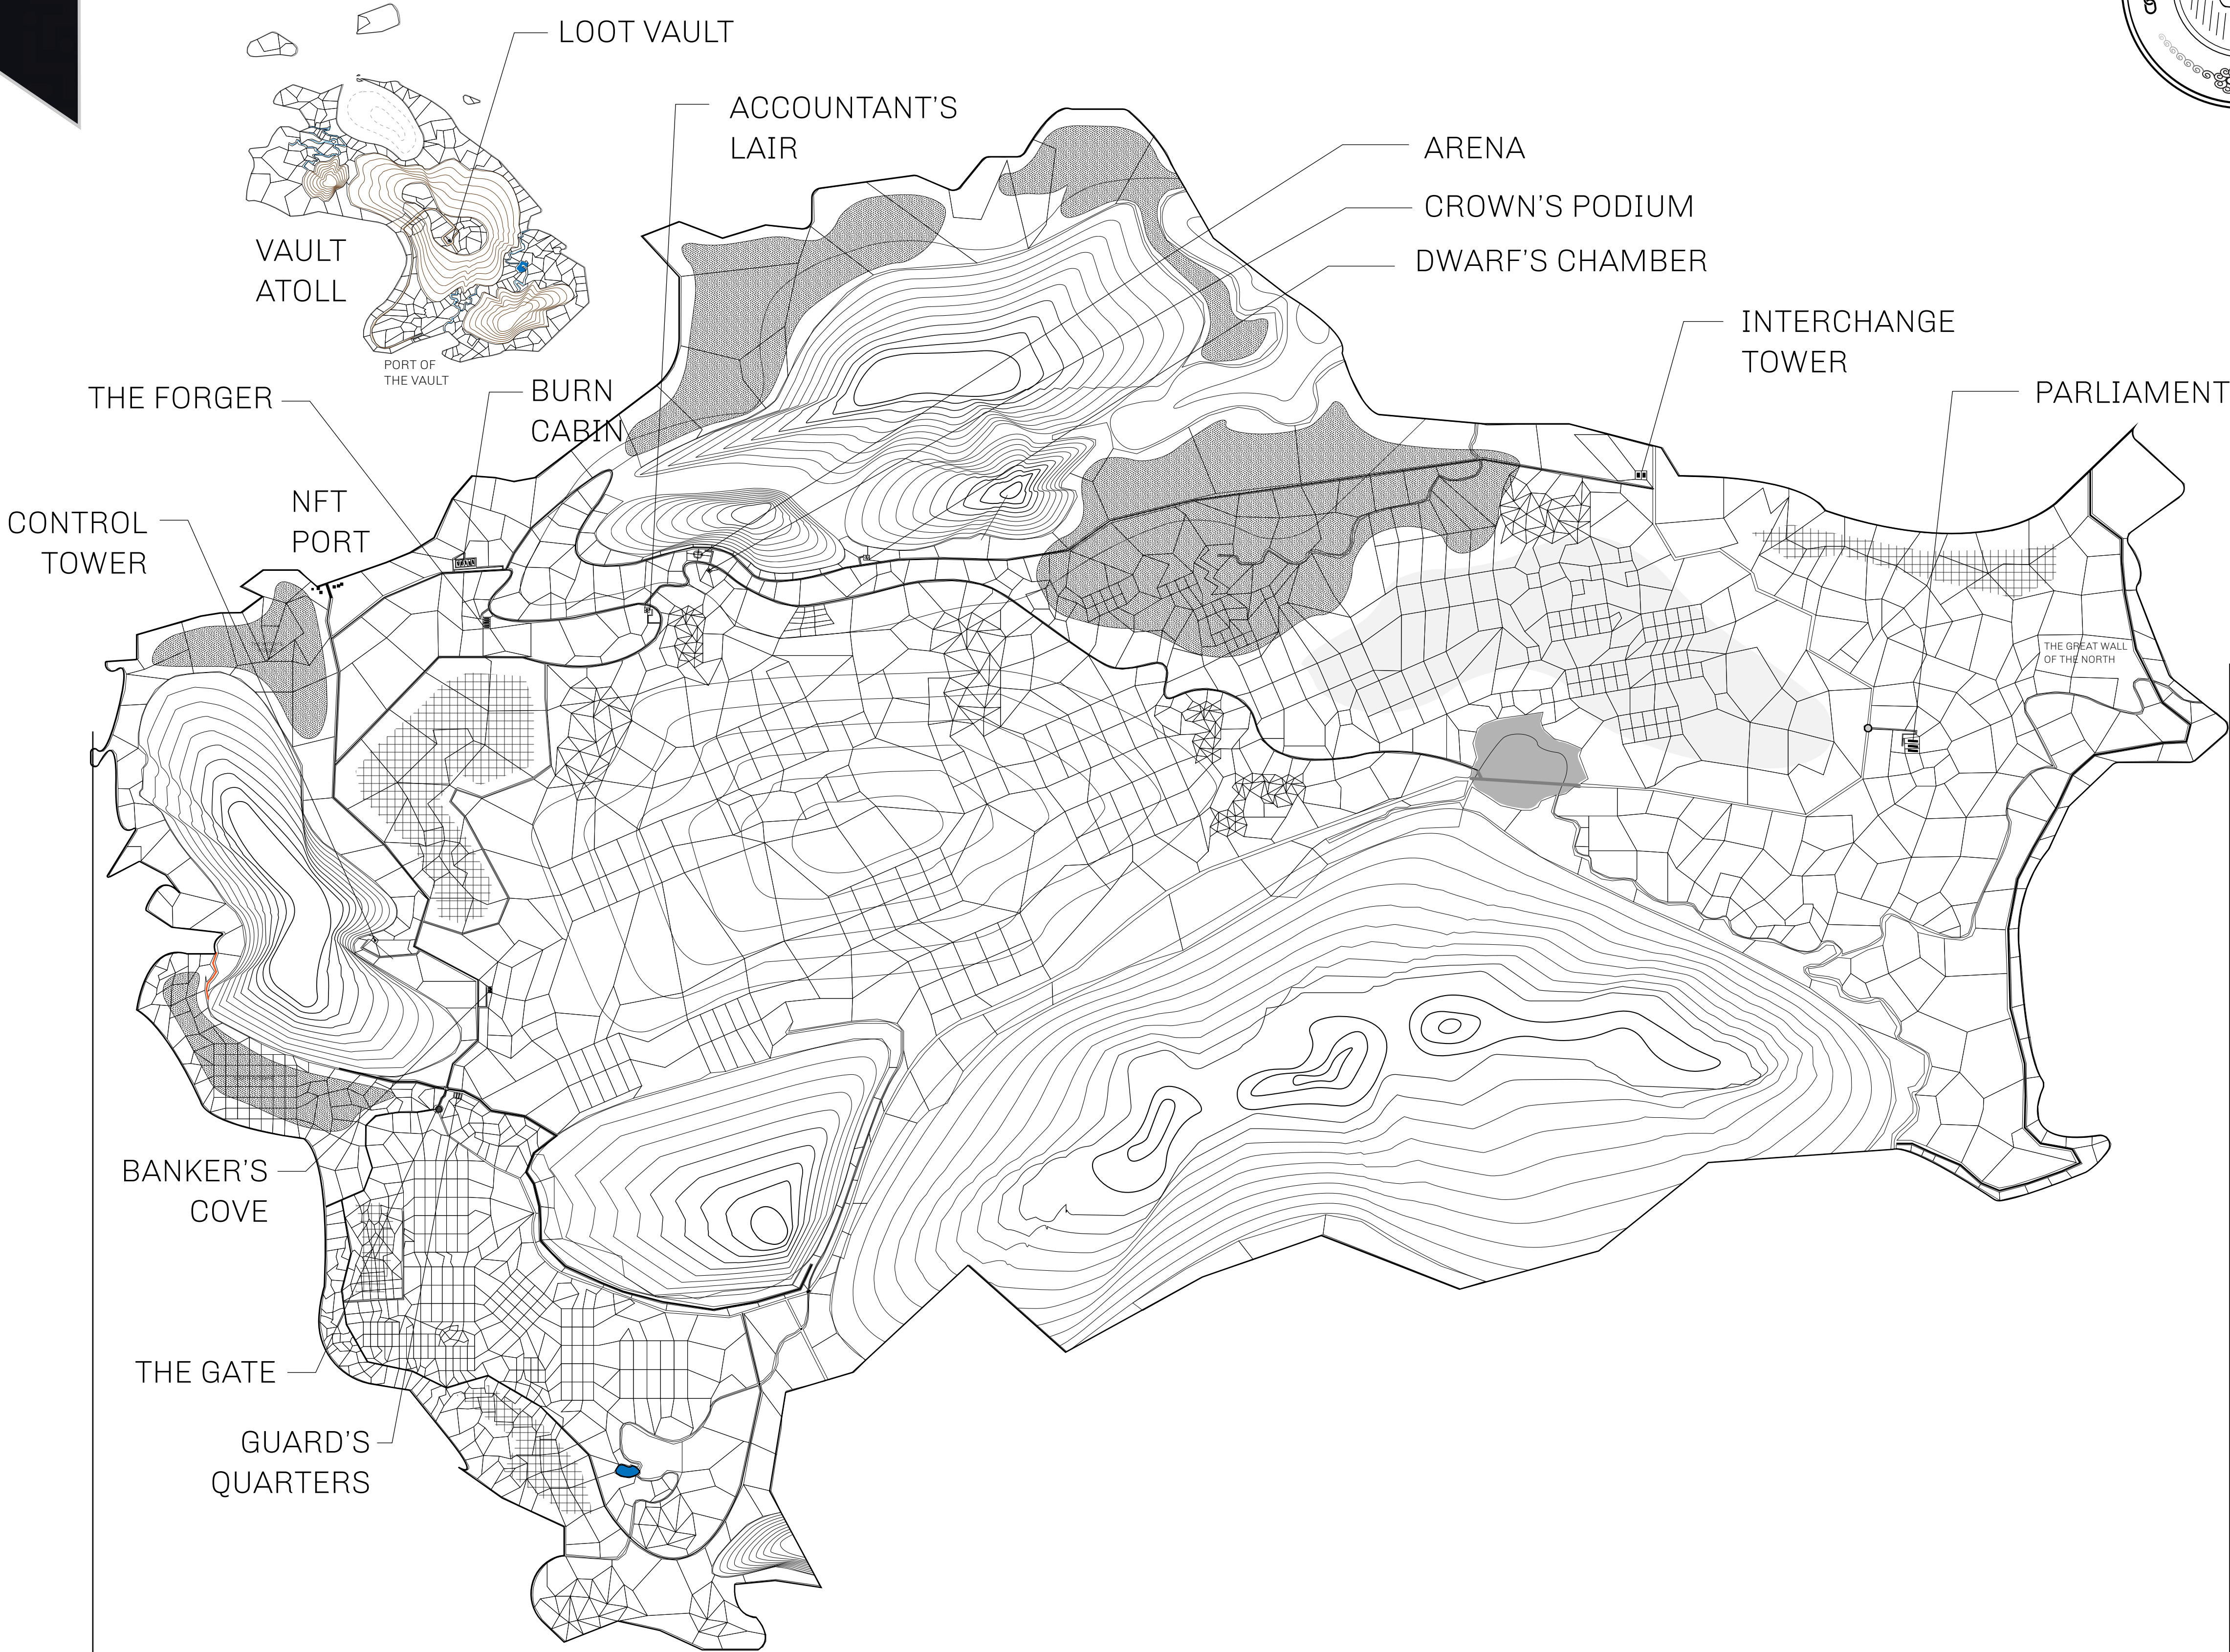 LOOT VAULT
ACCOUNTANT’S
LAIR
ARENA
CROWN’S PODIUM
DWARF’S CHAMBER
VAULT
ATOLL
INTERCHANGE
TOWER
PORT OF
THE VAULT
THE FORGER
BURN
CABIN
PARLIAMENT
NFT
PORT
CONTROL
TOWER
THE GREAT WALL
OF THE NORTH
BANKER’S
COVE
THE GATE
GUARD’S
QUARTERS